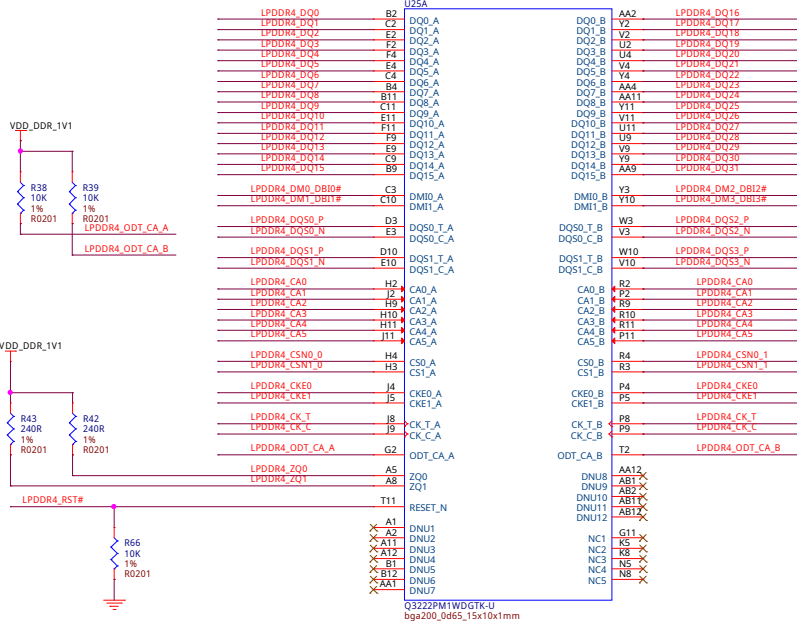 U25A
LPDDR4_DQ0 B2 DQ0_A DQ0_B AA2 LPDDR4_DQ16
LPDDR4_DQ1 C2 DQ1_A DQ1_B Y2 LPDDR4_DQ17
LPDDR4_DQ2 E2 DQ2_A DQ2_B V2 LPDDR4_DQ18
LPDDR4_DQ3 F2 DQ3_A DQ3_B U2 LPDDR4_DQ19
LPDDR4_DQ4 F4 DQ4_A DQ4_B U4 LPDDR4_DQ20
LPDDR4_DQ5 E4 DQ5_A DQ5_B V4 LPDDR4_DQ21
LPDDR4_DQ6 C4 DQ6_A DQ6_B Y4 LPDDR4_DQ22
LPDDR4_DQ7 B4 DQ7_A DQ7_B AA4 LPDDR4_DQ23
LPDDR4_DQ8 B11 DQ8_A DQ8_B AA11 LPDDR4_DQ24
LPDDR4_DQ9 C11 DQ9_A DQ9_B Y11 LPDDR4_DQ25
LPDDR4_DQ10 E11 DQ10_A DQ10_B V11 LPDDR4_DQ26
LPDDR4_DQ11 F11 DQ11_A DQ11_B U11 LPDDR4_DQ27
LPDDR4_DQ12 F9 DQ12_A DQ12_B U9 LPDDR4_DQ28
LPDDR4_DQ13 E9 DQ13_A DQ13_B V9 LPDDR4_DQ29
LPDDR4_DQ14 C9 DQ14_A DQ14_B Y9 LPDDR4_DQ30
LPDDR4_DQ15 B9 DQ15_A DQ15_B AA9 LPDDR4_DQ31
VDD_DDR_1V1
R38 R39
10K 10K
1% 1%
R0201 R0201
LPDDR4_ODT_CA_A
LPDDR4_ODT_CA_B
LPDDR4_DM0_DBI0# C3 DMI0_A DMI0_B Y3 LPDDR4_DM2_DBI2#
LPDDR4_DM1_DBI1# C10 DMI1_A DMI1_B Y10 LPDDR4_DM3_DBI3#
LPDDR4_DQS0_P D3 DQS0_T_A DQS0_T_B W3 LPDDR4_DQS2_P
LPDDR4_DQS0_N E3 DQS0_C_A DQS0_C_B V3 LPDDR4_DQS2_N
LPDDR4_DQS1_P D10 DQS1_T_A DQS1_T_B W10 LPDDR4_DQS3_P
LPDDR4_DQS1_N E10 DQS1_C_A DQS1_C_B V10 LPDDR4_DQS3_N
LPDDR4_CA0 H2 CA0_A CA0_B R2 LPDDR4_CA0
LPDDR4_CA1 J2 CA1_A CA1_B P2 LPDDR4_CA1
LPDDR4_CA2 H9 CA2_A CA2_B R9 LPDDR4_CA2
LPDDR4_CA3 H10 CA3_A CA3_B R10 LPDDR4_CA3
LPDDR4_CA4 H11 CA4_A CA4_B R11 LPDDR4_CA4
LPDDR4_CA5 J11 CA5_A CA5_B P11 LPDDR4_CA5
VDD_DDR_1V1
LPDDR4_CSN0_0 H4 CS0_A CS0_B R4 LPDDR4_CSN0_1
LPDDR4_CSN1_0 H3 CS1_A CS1_B R3 LPDDR4_CSN1_1
LPDDR4_CKE0 J4 CKE0_A CKE0_B P4 LPDDR4_CKE0
LPDDR4_CKE1 J5 CKE1_A CKE1_B P5 LPDDR4_CKE1
R43 R42
240R 240R
1% 1%
R0201 R0201
LPDDR4_CK_T J8 CK_T_A CK_T_B P8 LPDDR4_CK_T
LPDDR4_CK_C J9 CK_C_A CK_C_B P9 LPDDR4_CK_C
LPDDR4_ODT_CA_A G2 ODT_CA_A ODT_CA_B T2 LPDDR4_ODT_CA_B
LPDDR4_ZQ0 A5 ZQ0 DNU8 AA12
LPDDR4_ZQ1 A8 ZQ1 DNU9 AB1
DNU10 AB2
LPDDR4_RST# T11 RESET_N DNU11 AB11
DNU12 AB12
A1 DNU1
A2 DNU2 NC1 G11
A11 DNU3 NC2 K5
A12 DNU4 NC3 K8
B1 DNU5 NC4 N5
B12 DNU6 NC5 N8
AA1 DNU7
R66
10K
1%
R0201
Q3222PM1WDGTK-U
bga200_0d65_15x10x1mm